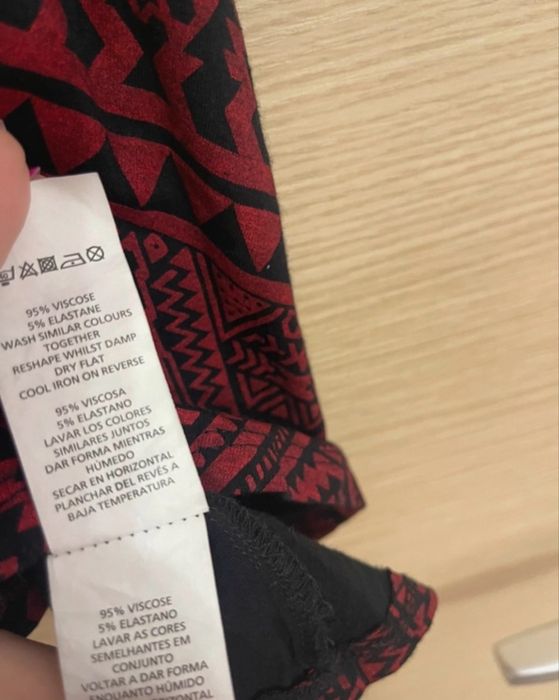 95% VISCOSE
5% ELASTANE
WASH SIMILAR COLOURS
TOGETHER
RESHAPE WHILST DAMP
DRY FLAT
COOL IRON ON REVERSE
95% VISCOSA
5% ELASTANO
LAVAR LOS COLORES
SIMILARES JUNTOS
DAR FORMA MIENTRAS
HÚMEDO
SECAR EN HORIZONTAL
PLANCHAR DEL REVÉS A
BAJA TEMPERATURA
95% VISCOSE
5% ELASTANO
LAVAR AS CORES
SEMELHANTES EM
CONJUNTO
VOLTAR A DAR FORMA
ENQUANTO HÚMIDO
HORIZONTAL